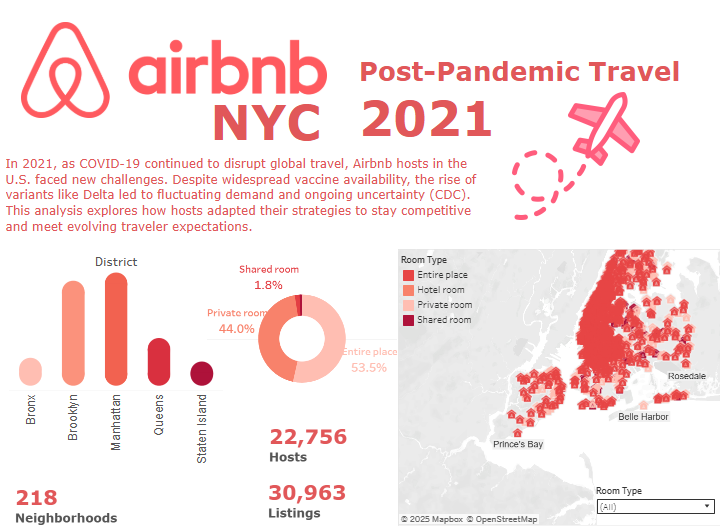 airbnb
NYC
Post-Pandemic Travel
2021
In 2021, as COVID-19 continued to disrupt global travel, Airbnb hosts in the
U.S. faced new challenges. Despite widespread vaccine availability, the rise of
variants like Delta led to fluctuating demand and ongoing uncertainty (CDC).
This analysis explores how hosts adapted their strategies to stay competitive
and meet evolving traveler expectations.
District
Bronx
Brooklyn
Manhattan
Queens
Staten Island
Shared room
1.8%
Private room
44.0%
Entire place
53.5%
22,756
Hosts
30,963
Listings
218
Neighborhoods
Room Type
Entire place
Hotel room
Private room
Shared room
Rosedale
Belle Harbor
Prince's Bay
Room Type
(All)
© 2025 Mapbox © OpenStreetMap